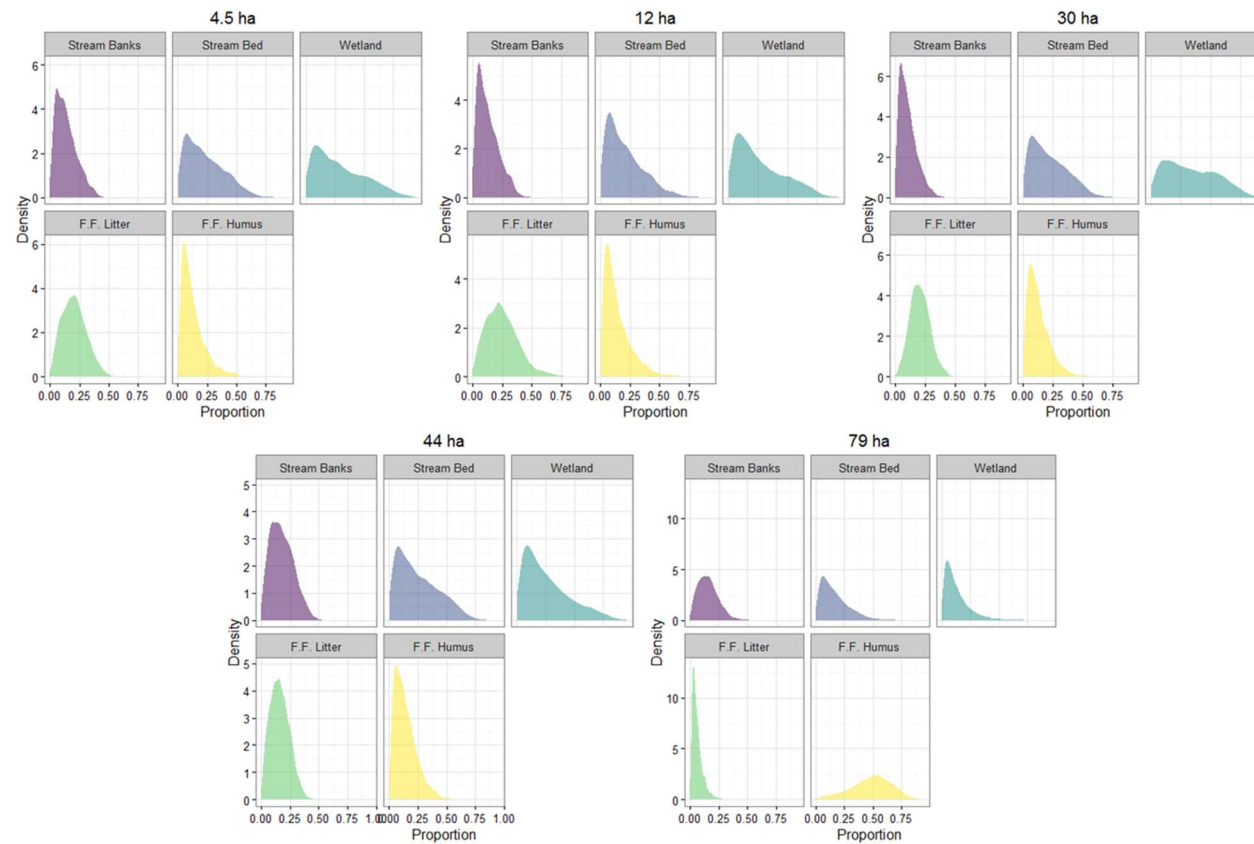 4.5 ha
Stream Banks Stream Bed Wetland
6
4
2
0
F.F. Litter F.F. Humus
6
4
2
0
0.00 0.25 0.50 0.75 0.00 0.25 0.50 0.75
Density
Proportion
12 ha
Stream Banks Stream Bed Wetland
4
2
0
F.F. Litter F.F. Humus
4
2
0
0.00 0.25 0.50 0.75 0.00 0.25 0.50 0.75
Density
Proportion
30 ha
Stream Banks Stream Bed Wetland
6
4
2
0
F.F. Litter F.F. Humus
6
4
2
0
0.00 0.25 0.50 0.75 0.00 0.25 0.50 0.75
Density
Proportion
44 ha
Stream Banks Stream Bed Wetland
5
4
3
2
1
0
F.F. Litter F.F. Humus
5
4
3
2
1
0
0.00 0.25 0.50 0.75 1.00 0.00 0.25 0.50 0.75 1.00
Density
Proportion
79 ha
Stream Banks Stream Bed Wetland
10
5
0
F.F. Litter F.F. Humus
10
5
0
0.00 0.25 0.50 0.75 0.00 0.25 0.50 0.75
Density
Proportion